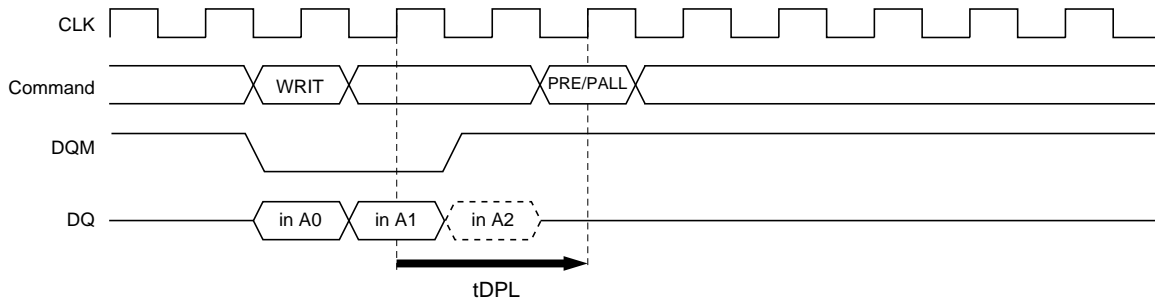 CLK
Command
WRIT
PRE/PALL
DQM
DQ
in A0
in A1
in A2
tDPL